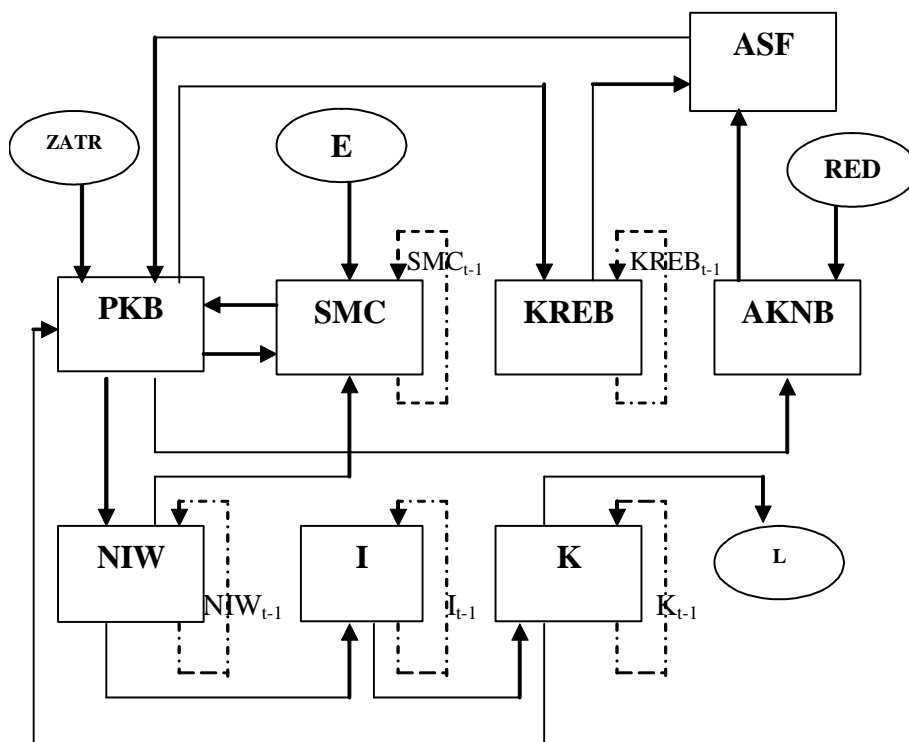 ASF
ZATR
E
RED
SMCt-1
KREBt-1
PKB
SMC
KREB
AKNB
NIW
I
K
L
NIWt-1
It-1
Kt-1